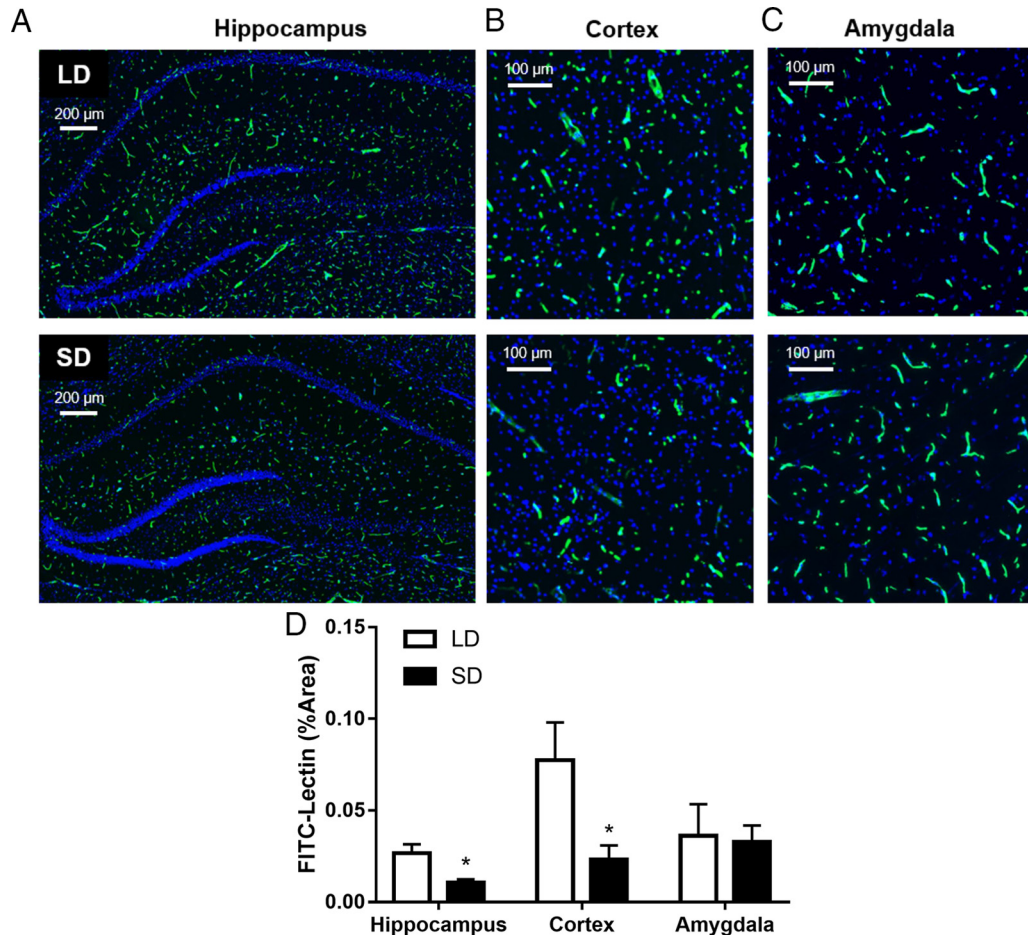 A
Hippocampus
B
Cortex
C
Amygdala
LD
200 µm
100 µm
100 µm
SD
200 µm
100 µm
100 µm
D
FITC-Lectin (%Area)
0.15
0.10
0.05
0.00
LD
SD
*
*
Hippocampus
Cortex
Amygdala